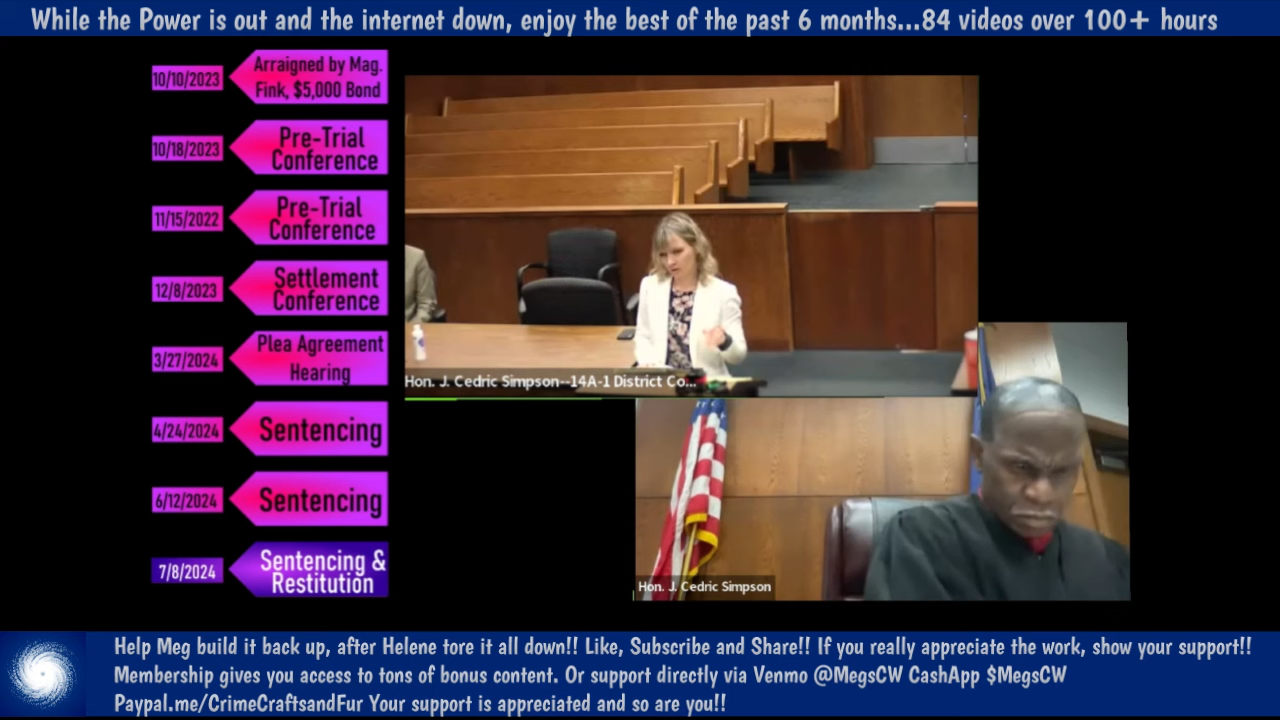 While the Power is out and the internet down, enjoy the best of the past 6 months...84 videos over 100+ hours
10/10/2023
Arraigned by Mag.
Fink, $5,000 Bond
10/18/2023
Pre-Trial
Conference
11/15/2022
Pre-Trial
Conference
12/8/2023
Settlement
Conference
3/27/2024
Plea Agreement
Hearing
4/24/2024
Sentencing
6/12/2024
Sentencing
7/8/2024
Sentencing &
Restitution
Hon. J. Cedric Simpson--14A-1 District Co...
Hon. J. Cedric Simpson
Help Meg build it back up, after Helene tore it all down!! Like, Subscribe and Share!! If you really appreciate the work, show your support!!
Membership gives you access to tons of bonus content. Or support directly via Venmo @MegsCW CashApp $MegsCW
Paypal.me/CrimeCraftsandFur Your support is appreciated and so are you!!